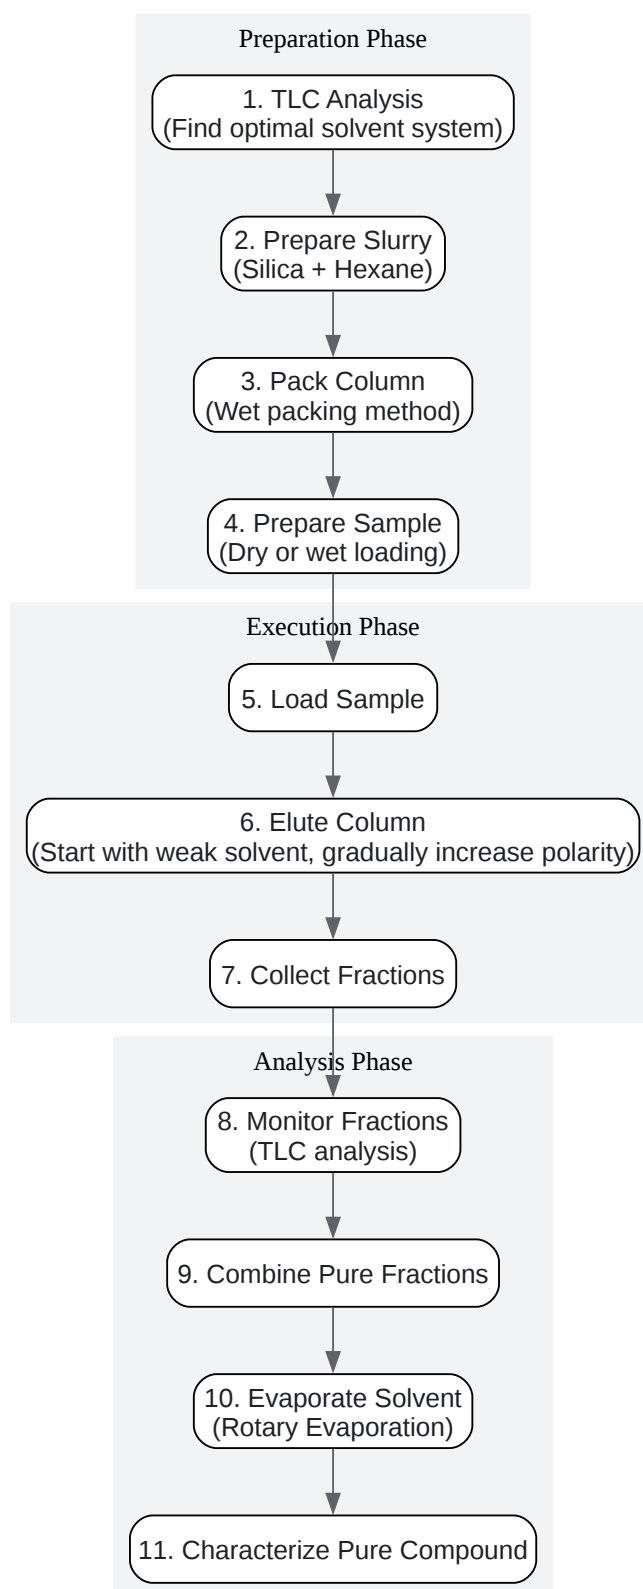 Preparation Phase
1. TLC Analysis
(Find optimal solvent system)
2. Prepare Slurry
(Silica + Hexane)
3. Pack Column
(Wet packing method)
4. Prepare Sample
(Dry or wet loading)
Execution Phase
5. Load Sample
6. Elute Column
(Start with weak solvent, gradually increase polarity)
7. Collect Fractions
Analysis Phase
8. Monitor Fractions
(TLC analysis)
9. Combine Pure Fractions
10. Evaporate Solvent
(Rotary Evaporation)
11. Characterize Pure Compound